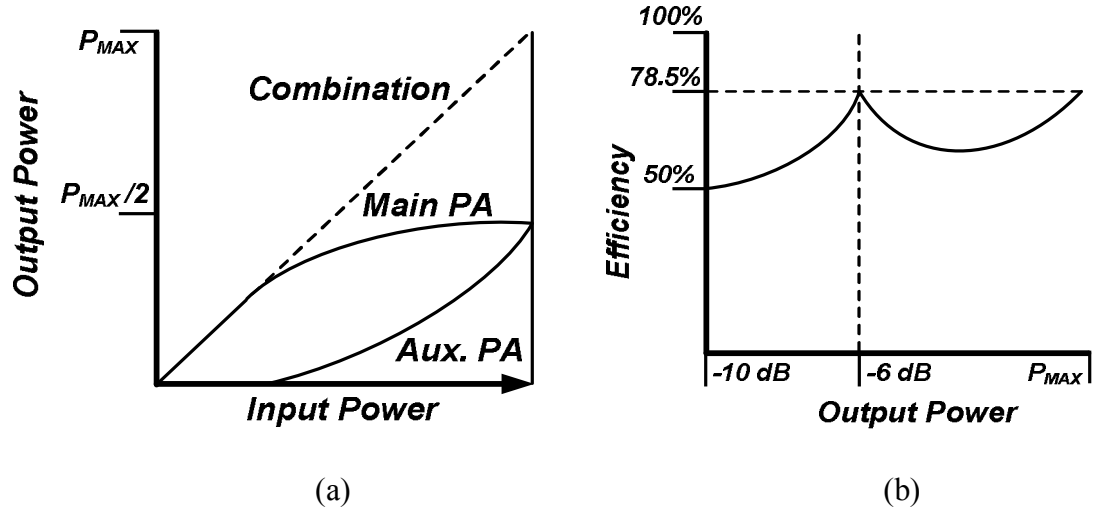 P_MAX
Combination
P_MAX /2
Main PA
Aux. PA
Output Power
Input Power
(a)
100%
78.5%
50%
Efficiency
-10 dB
-6 dB
P_MAX
Output Power
(b)